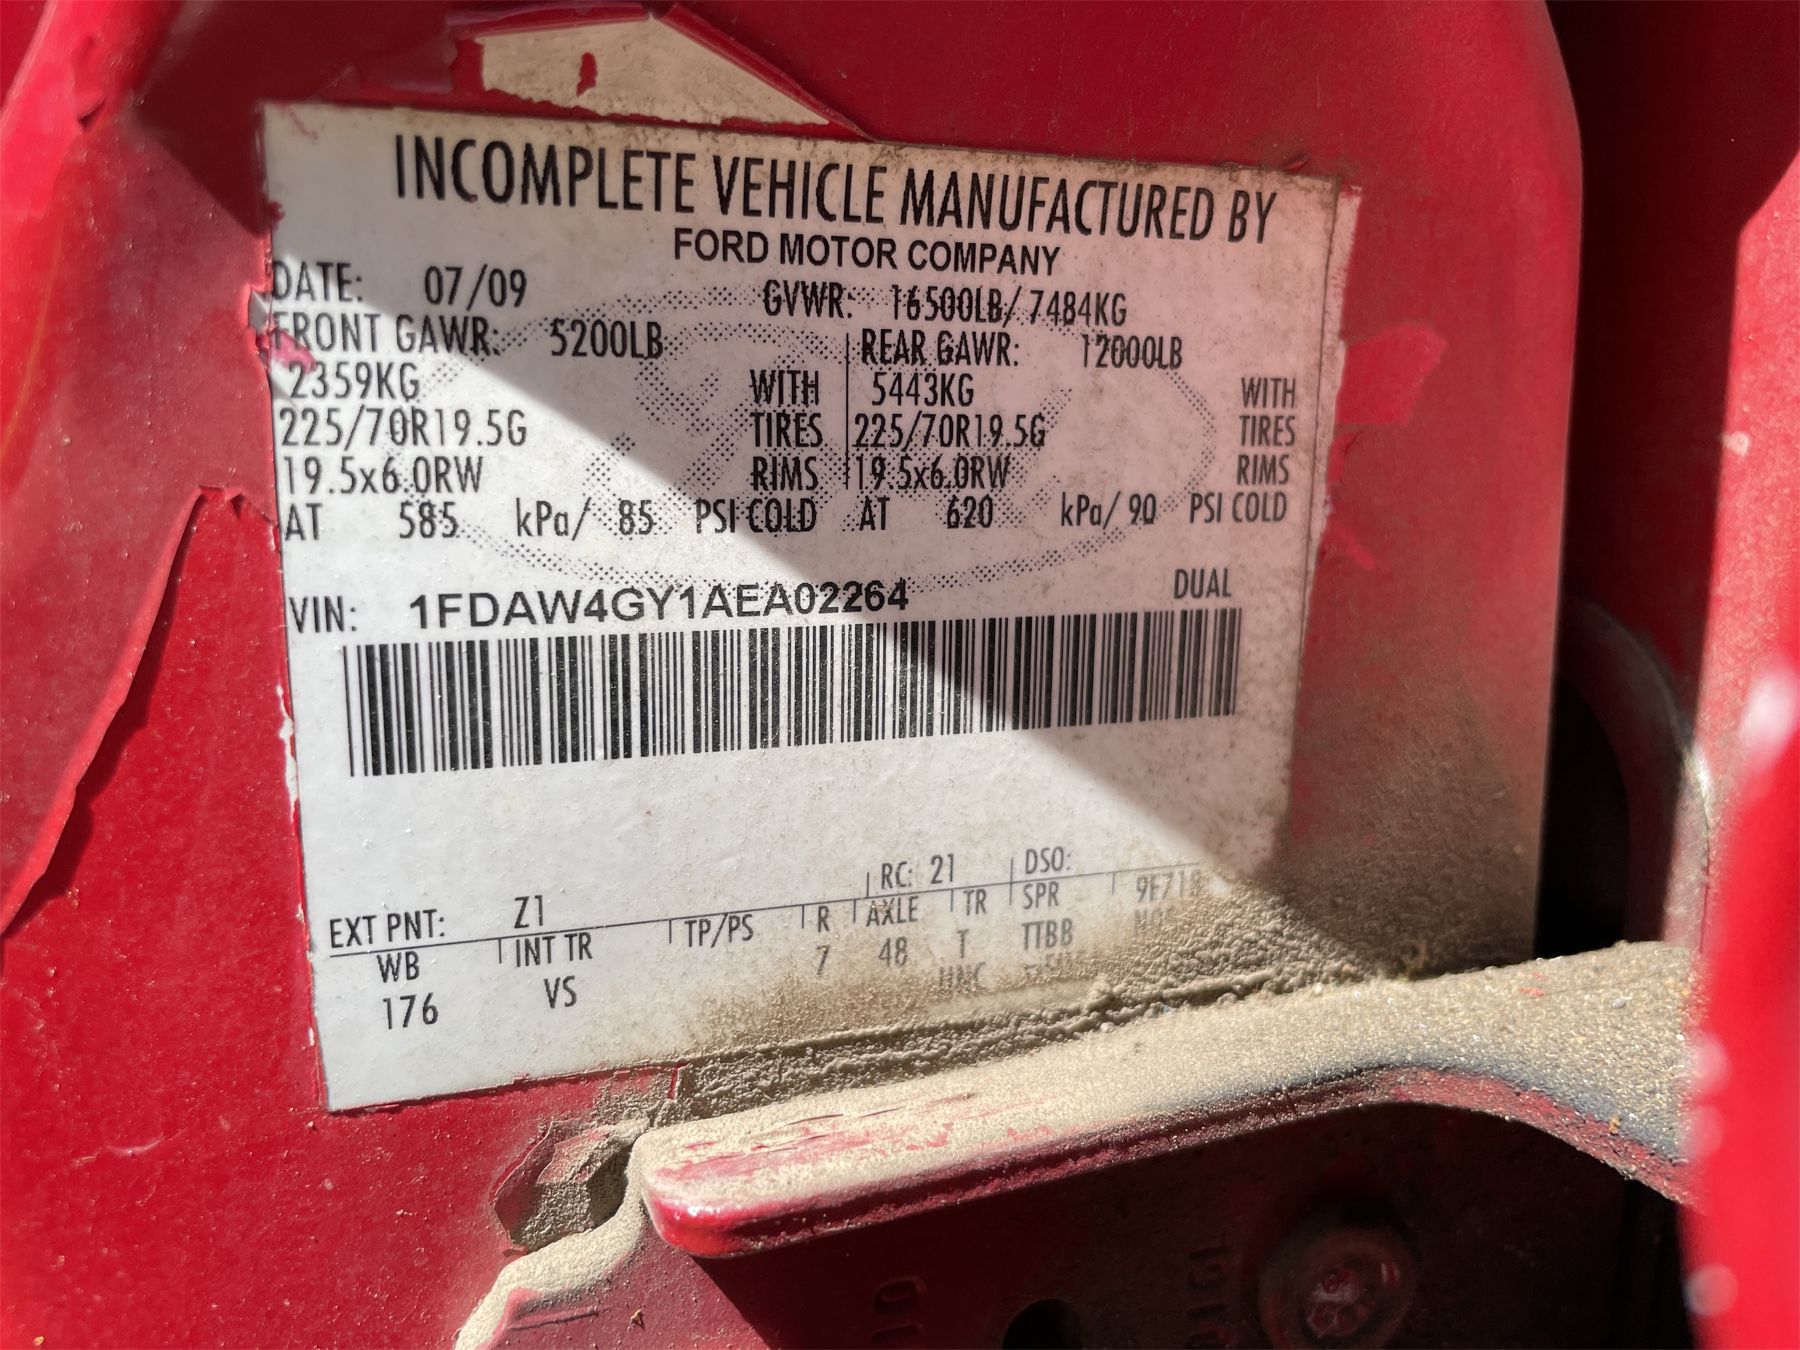 INCOMPLETE VEHICLE MANUFACTURED BY
FORD MOTOR COMPANY
DATE: 07/09 GVWR: 16500LB/ 7484KG
FRONT GAWR: 5200LB REAR GAWR: 12000LB
2359KG WITH 5443KG WITH
225/70R19.5G TIRES 225/70R19.5G TIRES
19.5x6.0RW RIMS 19.5x6.0RW RIMS
AT 585 kPa/ 85 PSI COLD AT 620 kPa/ 90 PSI COLD
VIN: 1FDAW4GY1AEA02264 DUAL
EXT PNT: Z1 RC: 21 DSO:
WB INT TR TP/PS R AXLE TR SPR
176 VS 7 48 T TTBB
UNC